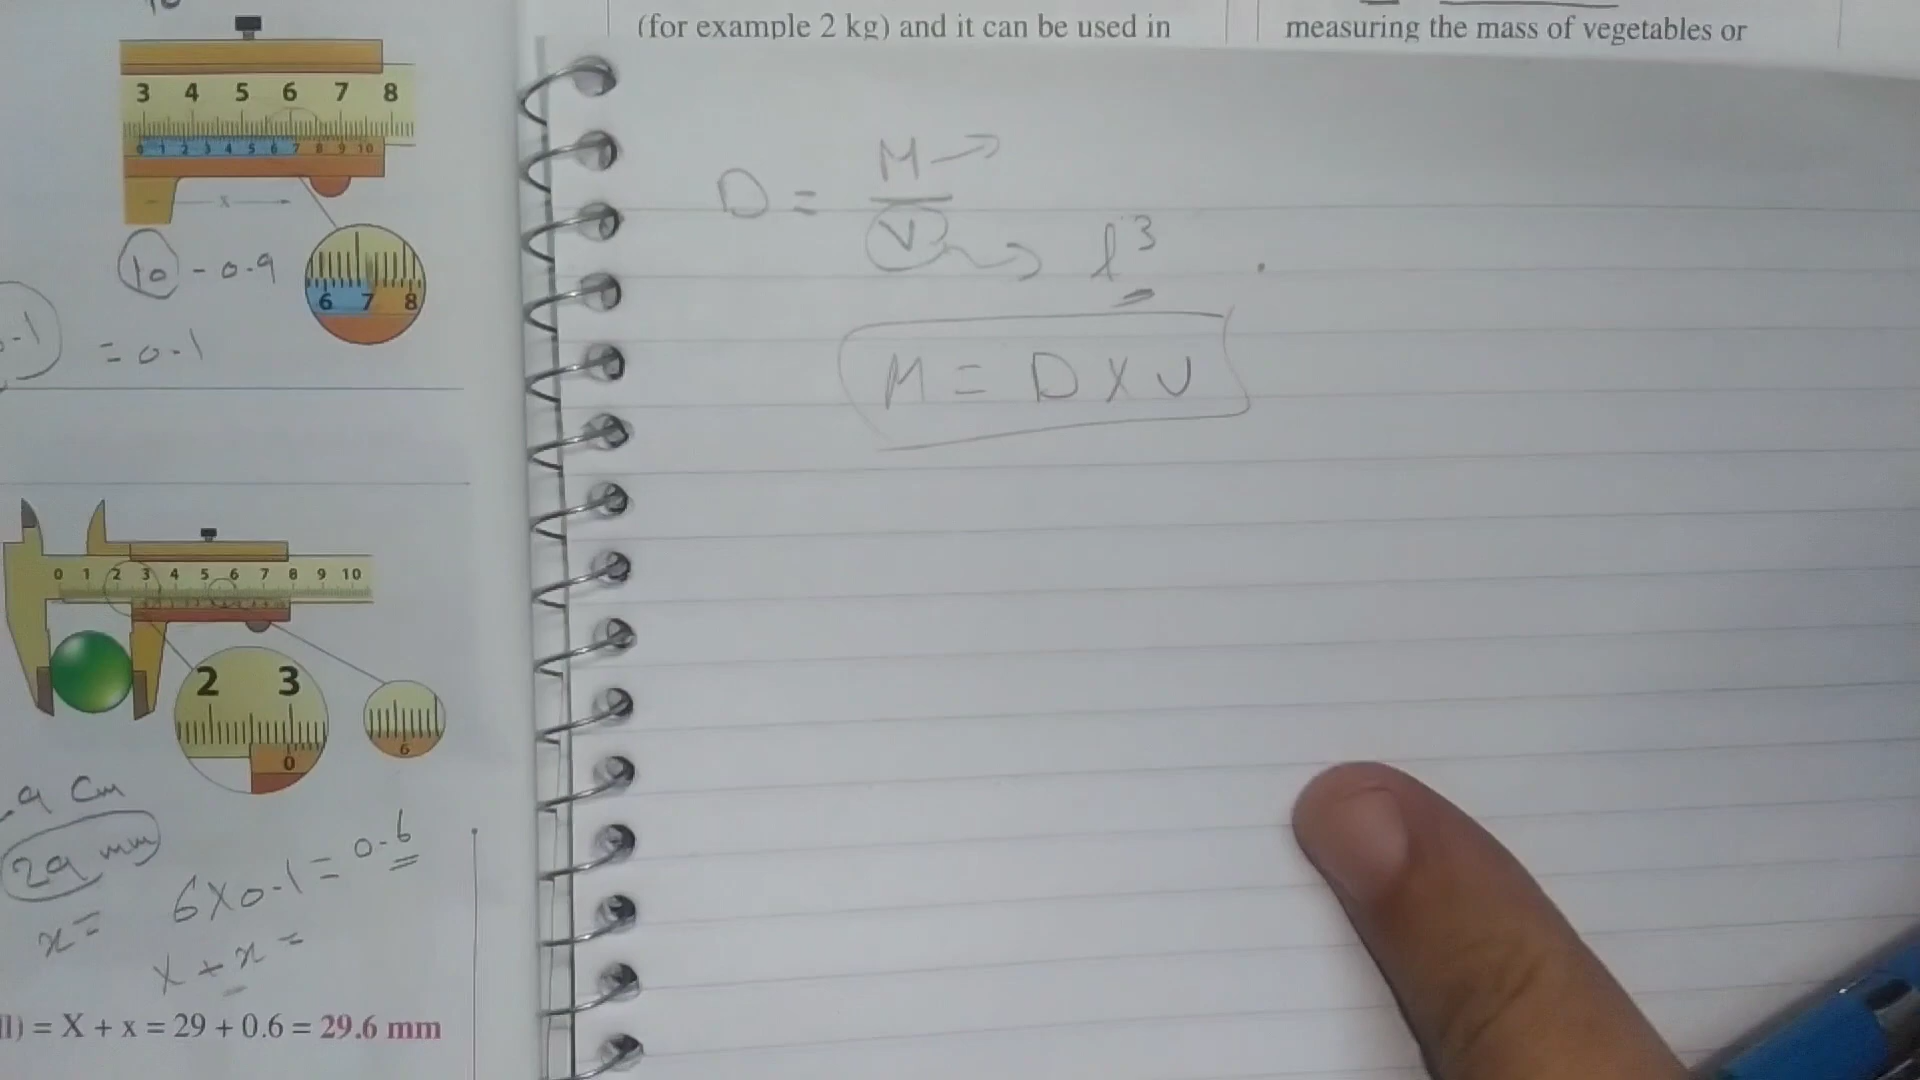 (for example 2 kg) and it can be used in
measuring the mass of vegetables or
3 4 5 6 7 8
0 1 2 3 4 5 6 7 8 9 10
x
6 7 8
10 - 0.9
= 0.1
D = M
V → l³
M = D X V
0 1 2 3 4 5 6 7 8 9 10
2 3
0
6
9 cm
29 mm
6 X 0.1 = 0.6
x =
X + x =
= X + x = 29 + 0.6 = 29.6 mm